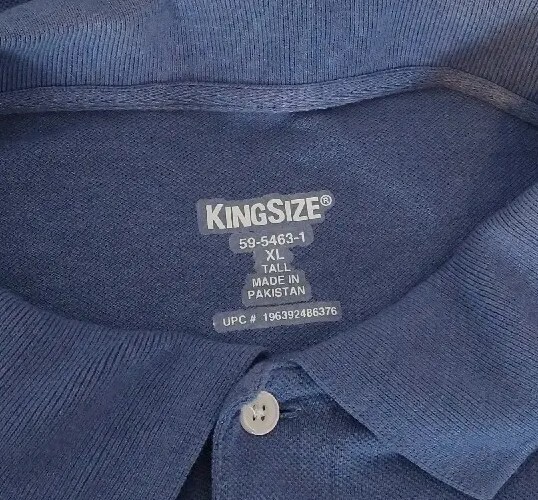 KINGSIZE®
59-5463-1
XL
TALL
MADE IN
PAKISTAN
UPC # 196392486376